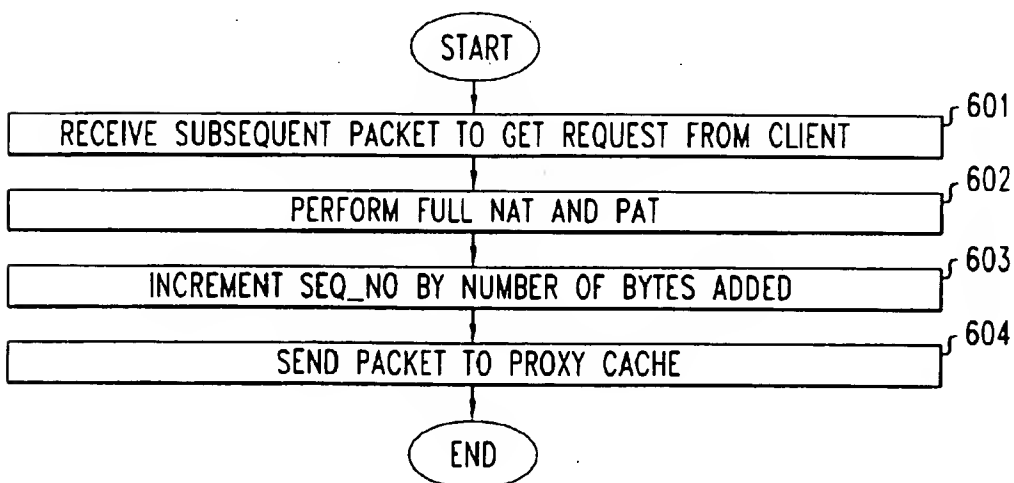 START
601
RECEIVE SUBSEQUENT PACKET TO GET REQUEST FROM CLIENT
602
PERFORM FULL NAT AND PAT
603
INCREMENT SEQ_NO BY NUMBER OF BYTES ADDED
604
SEND PACKET TO PROXY CACHE
END